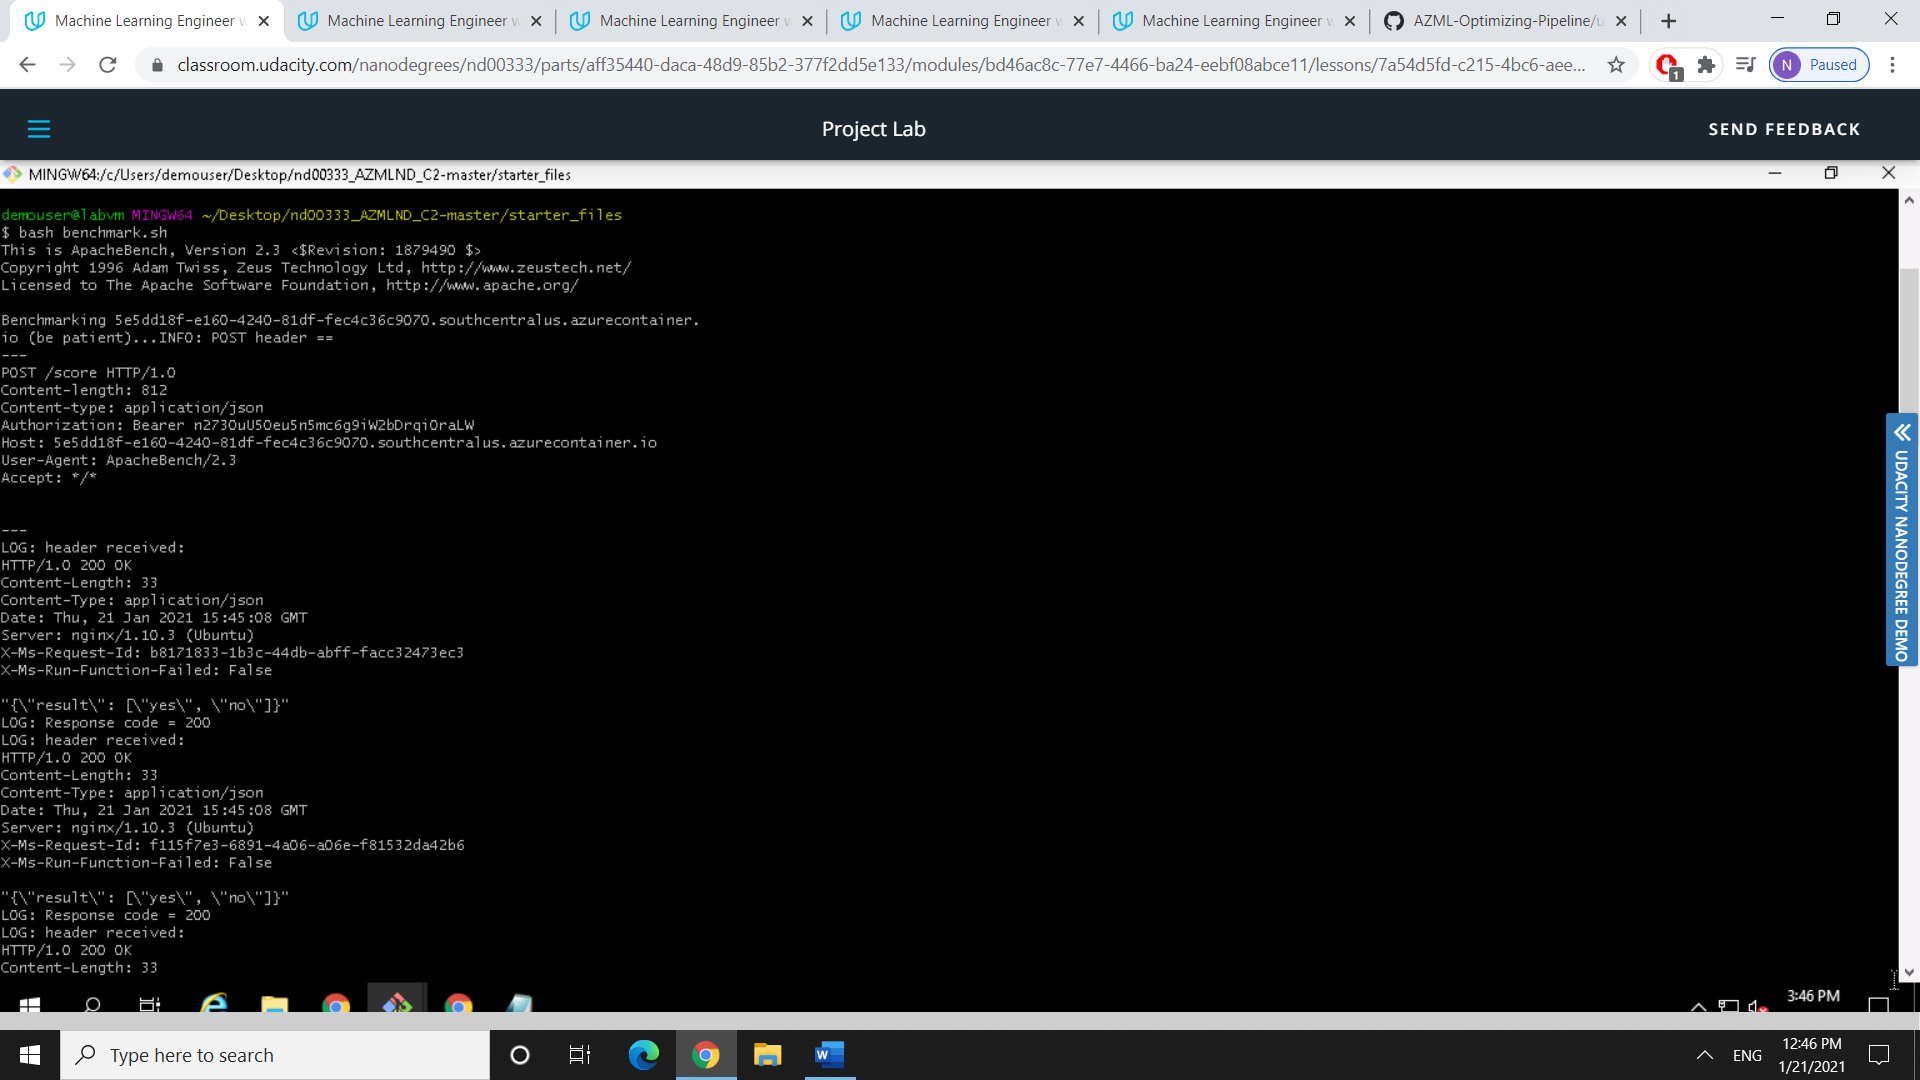 Machine Learning Engineer w
Machine Learning Engineer w
Machine Learning Engineer w
Machine Learning Engineer w
Machine Learning Engineer w
AZML-Optimizing-Pipeline/u
classroom.udacity.com/nanodegrees/nd00333/parts/aff35440-daca-48d9-85b2-377f2dd5e133/modules/bd46ac8c-77e7-4466-ba24-eebf08abce11/lessons/7a54d5fd-c215-4bc6-aee...
1
N Paused
Project Lab
SEND FEEDBACK
MINGW64:/c/Users/demouser/Desktop/nd00333_AZMLND_C2-master/starter_files
demouser@labvm MINGW64 ~/Desktop/nd00333_AZMLND_C2-master/starter_files
$ bash benchmark.sh
This is ApacheBench, Version 2.3 <$Revision: 1879490 $>
Copyright 1996 Adam Twiss, Zeus Technology Ltd, http://www.zeustech.net/
Licensed to The Apache Software Foundation, http://www.apache.org/
Benchmarking 5e5dd18f-e160-4240-81df-fec4c36c9070.southcentralus.azurecontainer.
io (be patient)...INFO: POST header ==
---
POST /score HTTP/1.0
Content-length: 812
Content-type: application/json
Authorization: Bearer n273OuU5Oeu5n5mc6g9iW2bDrqiOraLW
Host: 5e5dd18f-e160-4240-81df-fec4c36c9070.southcentralus.azurecontainer.io
User-Agent: ApacheBench/2.3
Accept: */*
---
LOG: header received:
HTTP/1.0 200 OK
Content-Length: 33
Content-Type: application/json
Date: Thu, 21 Jan 2021 15:45:08 GMT
Server: nginx/1.10.3 (Ubuntu)
X-Ms-Request-Id: b8171833-1b3c-44db-abff-facc32473ec3
X-Ms-Run-Function-Failed: False
"{\"result\": [\"yes\", \"no\"]}"
LOG: Response code = 200
LOG: header received:
HTTP/1.0 200 OK
Content-Length: 33
Content-Type: application/json
Date: Thu, 21 Jan 2021 15:45:08 GMT
Server: nginx/1.10.3 (Ubuntu)
X-Ms-Request-Id: f115f7e3-6891-4a06-a06e-f81532da42b6
X-Ms-Run-Function-Failed: False
"{\"result\": [\"yes\", \"no\"]}"
LOG: Response code = 200
LOG: header received:
HTTP/1.0 200 OK
Content-Length: 33
UDACITY NANODEGREE DEMO
3:46 PM
Type here to search
ENG
12:46 PM
1/21/2021